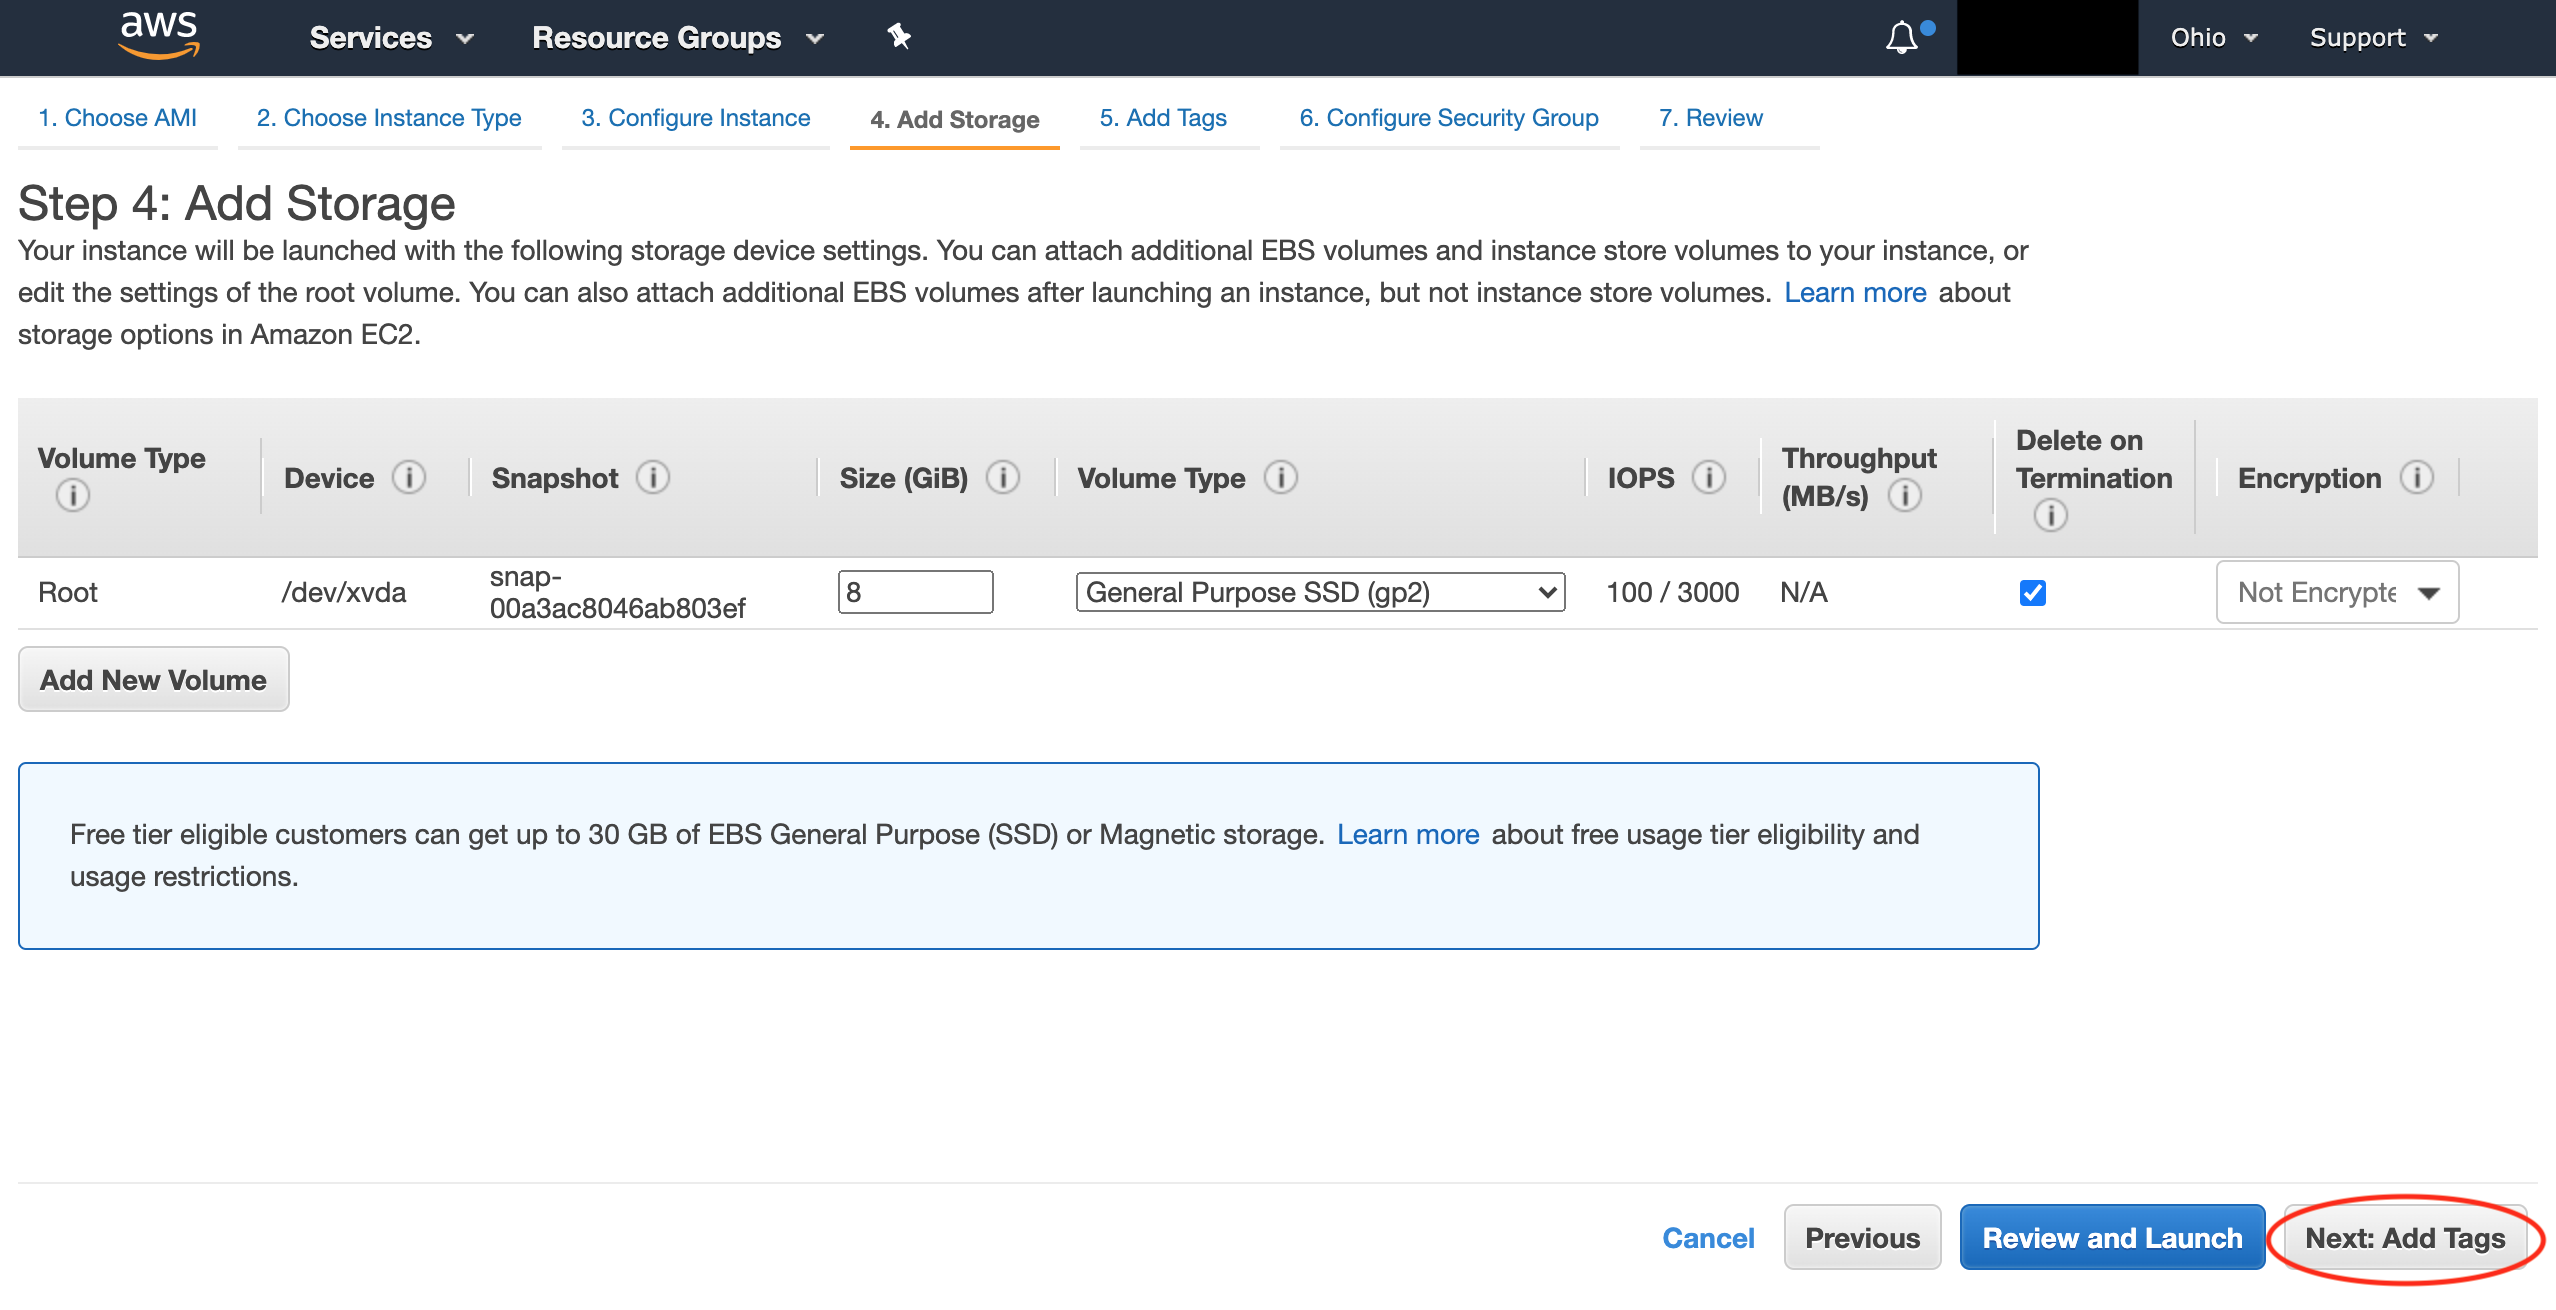 aws Services Resource Groups Ohio Support
1. Choose AMI 2. Choose Instance Type 3. Configure Instance 4. Add Storage 5. Add Tags 6. Configure Security Group 7. Review
Step 4: Add Storage
Your instance will be launched with the following storage device settings. You can attach additional EBS volumes and instance store volumes to your instance, or
edit the settings of the root volume. You can also attach additional EBS volumes after launching an instance, but not instance store volumes. Learn more about
storage options in Amazon EC2.
Volume Type i Device i Snapshot i Size (GiB) i Volume Type i IOPS i Throughput (MB/s) i Delete on Termination i Encryption i
Root /dev/xvda snap-00a3ac8046ab803ef 8 General Purpose SSD (gp2) 100 / 3000 N/A Not Encrypte
Add New Volume
Free tier eligible customers can get up to 30 GB of EBS General Purpose (SSD) or Magnetic storage. Learn more about free usage tier eligibility and
usage restrictions.
Cancel Previous Review and Launch Next: Add Tags